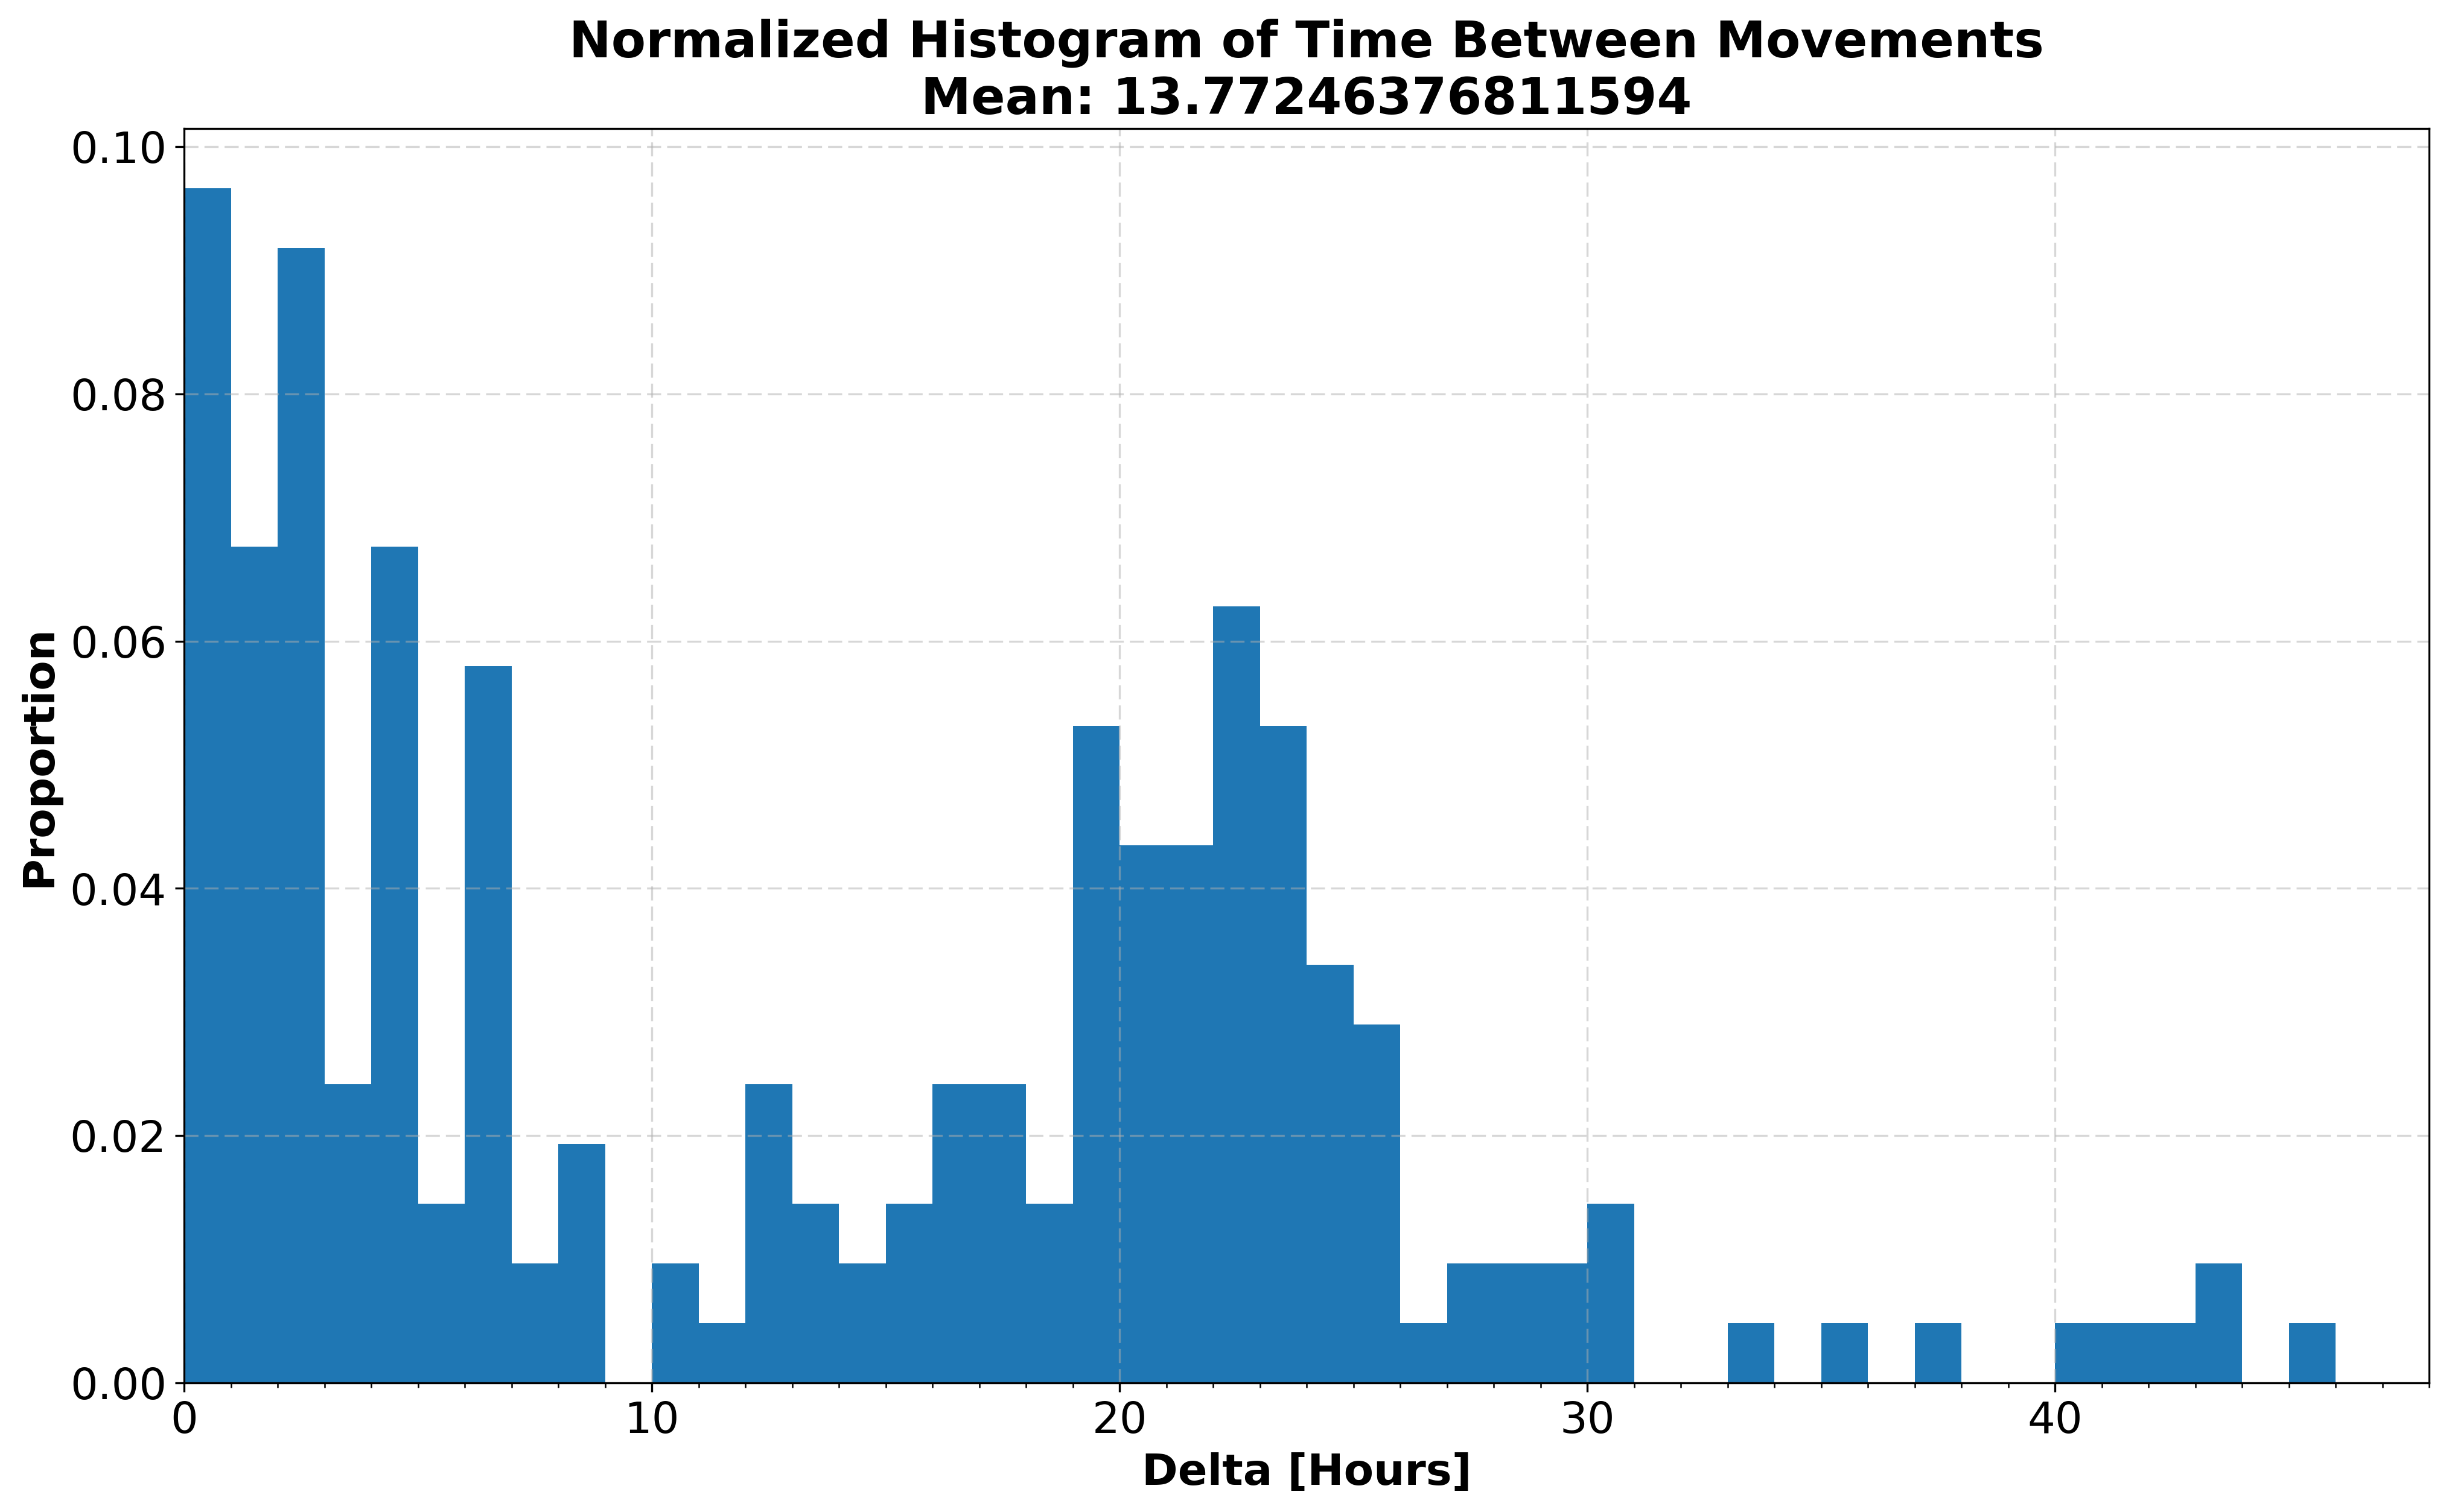 Normalized Histogram of Time Between Movements
Mean: 13.77246376811594
0.10
0.08
0.06
0.04
0.02
0.00
Proportion
0 10 20 30 40
Delta [Hours]